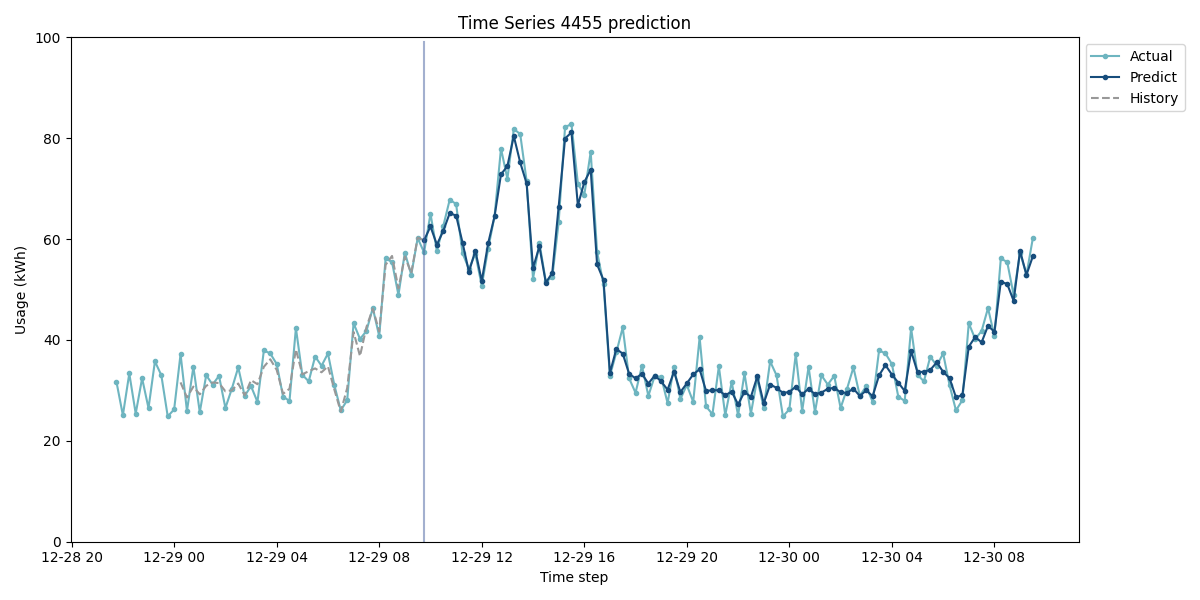 Time Series 4455 prediction
100
80
60
40
20
0
Usage (kWh)
12-28 20
12-29 00
12-29 04
12-29 08
12-29 12
12-29 16
12-29 20
12-30 00
12-30 04
12-30 08
Time step
Actual
Predict
History